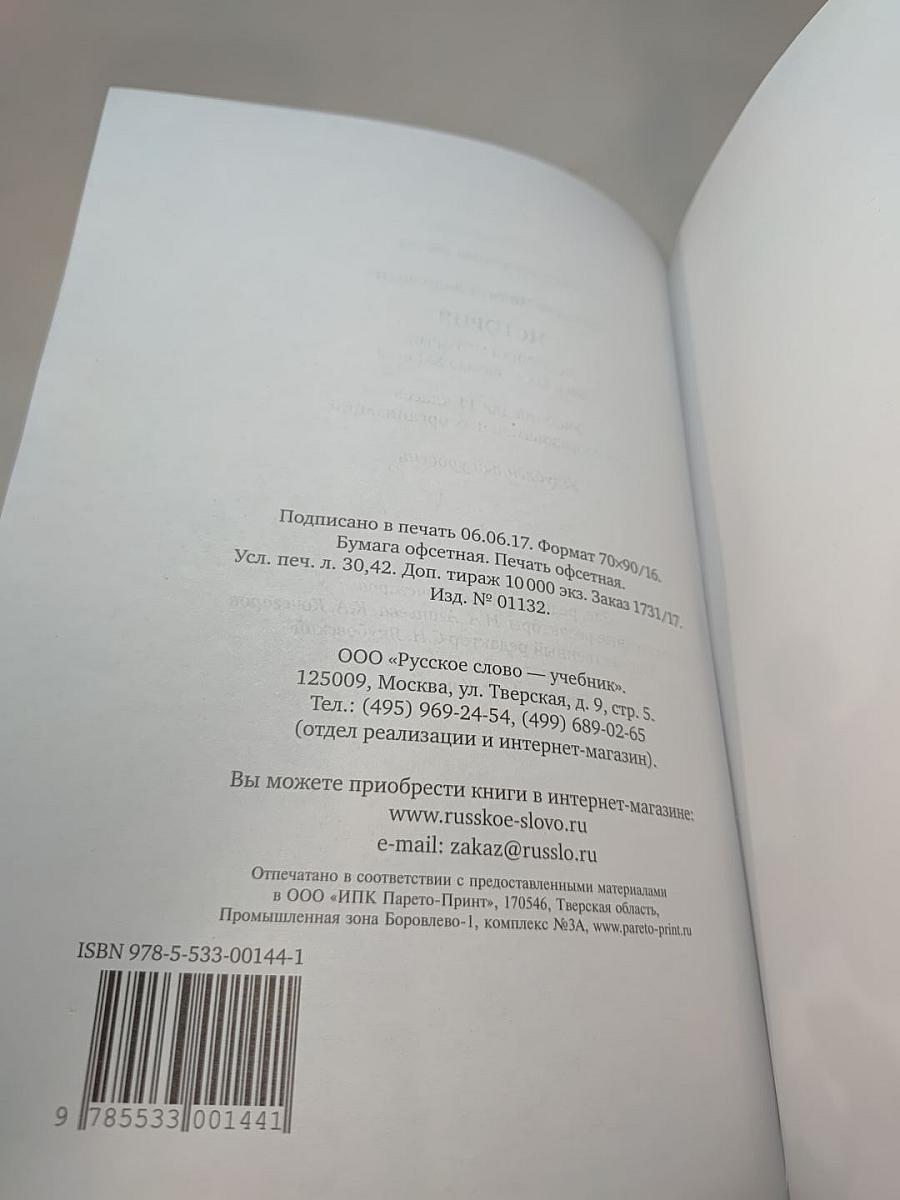 Подписано в печать 06.06.17. Формат 70×90/16.
Бумага офсетная. Печать офсетная.
Усл. печ. л. 30,42. Доп. тираж 10 000 экз. Заказ 1731/17.
Изд. № 01132.
ООО «Русское слово — учебник».
125009, Москва, ул. Тверская, д. 9, стр. 5.
Тел.: (495) 969-24-54, (499) 689-02-65
(отдел реализации и интернет-магазин).
Вы можете приобрести книги в интернет-магазине:
www.russkoe-slovo.ru
e-mail: zakaz@russlo.ru
Отпечатано в соответствии с предоставленными материалами
в ООО «ИПК Парето-Принт», 170546, Тверская область,
Промышленная зона Боровлево-1, комплекс №3А, www.pareto-print.ru
ISBN 978-5-533-00144-1
9 785533 001441